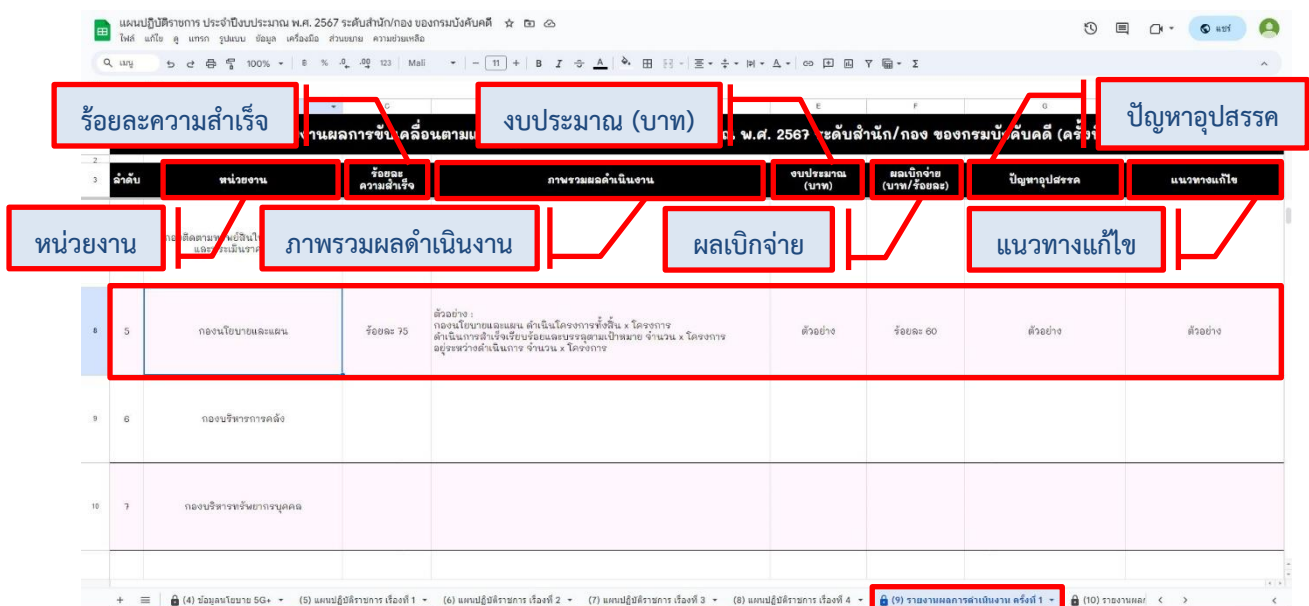 แผนปฏิบัติราชการ ประจำปีงบประมาณ พ.ศ. 2567 ระดับสำนัก/กอง ของกรมบังคับคดี
ไฟล์ แก้ไข ดู แทรก รูปแบบ ข้อมูล เครื่องมือ ส่วนขยาย ความช่วยเหลือ
แชร์
เมนู 100% 123 Mali 11 B I A
ร้อยละความสำเร็จ
งบประมาณ (บาท)
ปัญหาอุปสรรค
E F G
งานผลการขับเคลื่อนตามแ พ.ศ. 2567 ระดับสำนัก/กอง ของกรมบังคับคดี
2
3 ลำดับ หน่วยงาน ร้อยละ ความสำเร็จ ภาพรวมผลดำเนินงาน งบประมาณ (บาท) ผลเบิกจ่าย (บาท/ร้อยละ) ปัญหาอุปสรรค แนวทางแก้ไข
หน่วยงาน
ภาพรวมผลดำเนินงาน
ผลเบิกจ่าย
แนวทางแก้ไข
8 5 กองนโยบายและแผน ร้อยละ 75
ตัวอย่าง :
กองนโยบายและแผน ดำเนินโครงการทั้งสิ้น x โครงการ
ดำเนินการสำเร็จเรียบร้อยและบรรลุตามเป้าหมาย จำนวน x โครงการ
อยู่ระหว่างดำเนินการ จำนวน x โครงการ
ตัวอย่าง ร้อยละ 60 ตัวอย่าง ตัวอย่าง
9 6 กองบริหารการคลัง
10 7 กองบริหารทรัพยากรบุคคล
(4) ข้อมูลนโยบาย 5G+ (5) แผนปฏิบัติราชการ เรื่องที่ 1 (6) แผนปฏิบัติราชการ เรื่องที่ 2 (7) แผนปฏิบัติราชการ เรื่องที่ 3 (8) แผนปฏิบัติราชการ เรื่องที่ 4 (9) รายงานผลการดำเนินงาน ครั้งที่ 1 (10) รายงานผลก